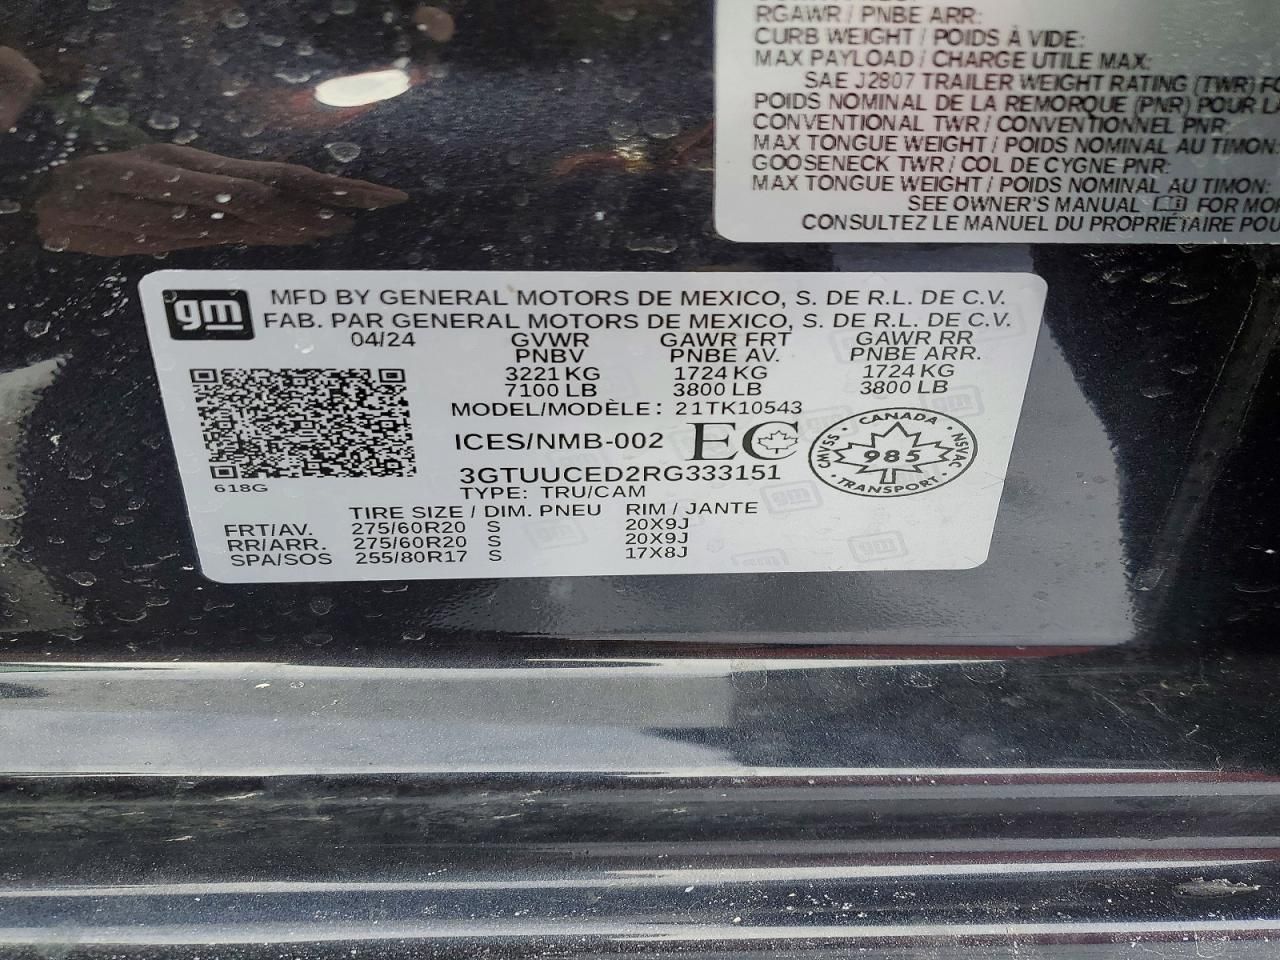 RGAWR / PNBE ARR:
CURB WEIGHT / POIDS À VIDE:
MAX PAYLOAD / CHARGE UTILE MAX:
SAE J2807 TRAILER WEIGHT RATING (TWR)
POIDS NOMINAL DE LA REMORQUE (PNR) POUR
CONVENTIONAL TWR / CONVENTIONNEL PNR:
MAX TONGUE WEIGHT / POIDS NOMINAL AU TIMON:
GOOSENECK TWR / COL DE CYGNE PNR:
MAX TONGUE WEIGHT / POIDS NOMINAL AU TIMON:
SEE OWNER'S MANUAL FOR
CONSULTEZ LE MANUEL DU PROPRIÉTAIRE
gm
MFD BY GENERAL MOTORS DE MEXICO, S. DE R.L. DE C.V.
FAB. PAR GENERAL MOTORS DE MEXICO, S. DE R.L. DE C.V.
04/24 GVWR GAWR FRT GAWR RR
PNBV PNBE AV. PNBE ARR.
3221 KG 1724 KG 1724 KG
7100 LB 3800 LB 3800 LB
MODEL/MODÈLE: 21TK10543
ICES/NMB-002 EC
CANADA
CMVSS - 985 - NSVAC
TRANSPORT
3GTUUCED2RG333151
618G
TYPE: TRU/CAM
TIRE SIZE / DIM. PNEU RIM / JANTE
FRT/AV. 275/60R20 S 20X9J
RR/ARR. 275/60R20 S 20X9J
SPA/SOS 255/80R17 S 17X8J